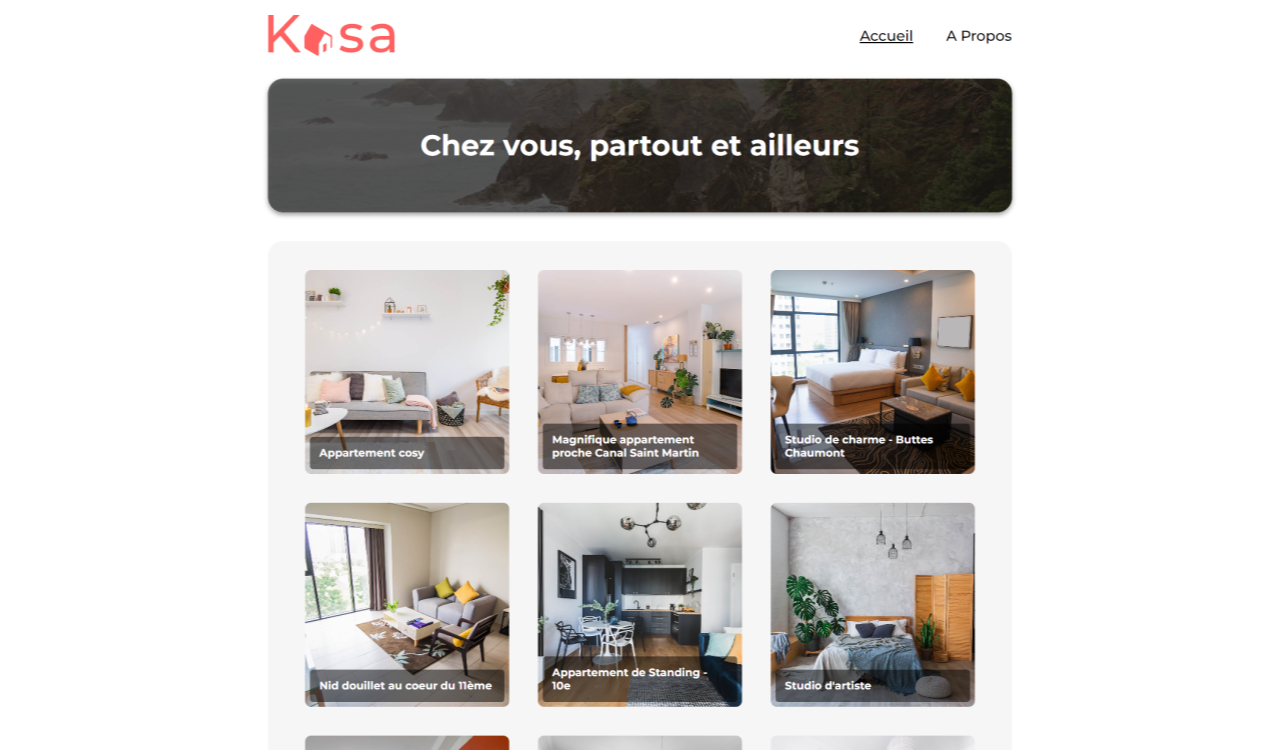 Kasa
Accueil
A Propos
Chez vous, partout et ailleurs
Appartement cosy
Magnifique appartement
proche Canal Saint Martin
Studio de charme - Buttes
Chaumont
Nid douillet au coeur du 11ème
Appartement de Standing -
10e
Studio d'artiste